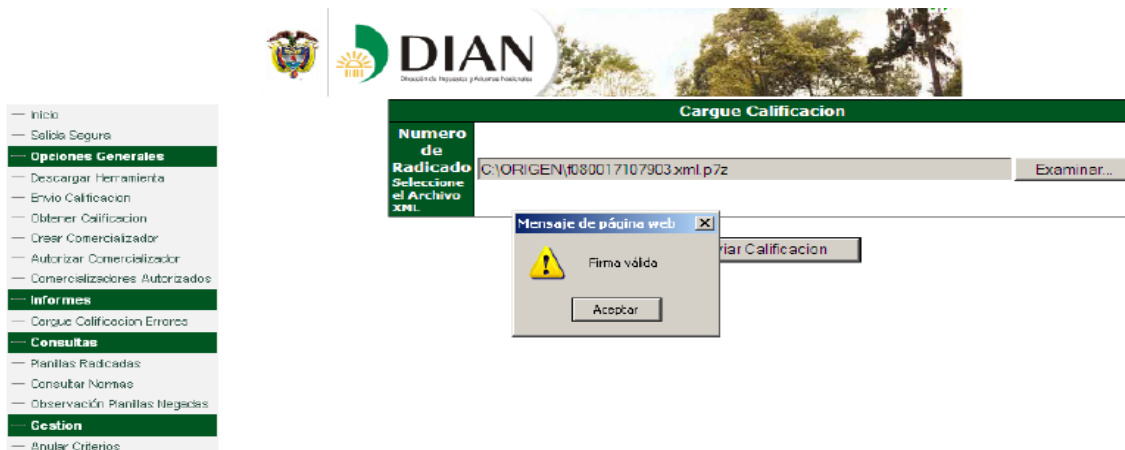 DIAN
Dirección de Impuestos y Aduanas Nacionales
— Inicio
— Salida Segura
— Opciones Generales
— Descargar Herramienta
— Envio Calificacion
— Obtener Calificacion
— Crear Comercializador
— Autorizar Comercializador
— Comercializadores Autorizados
— Informes
— Cargue Calificacion Errores
— Consultas
— Planillas Radicadas
— Consultar Normas
— Observación Planillas Negadas
— Gestion
— Anular Criterios
Cargue Calificacion
Numero
de
Radicado
Seleccione
el Archivo
XML
C:\ORIGEN\f080017107903.xml.p7z
Examinar...
Mensaje de página web
Firma válida
Aceptar
viar Calificacion